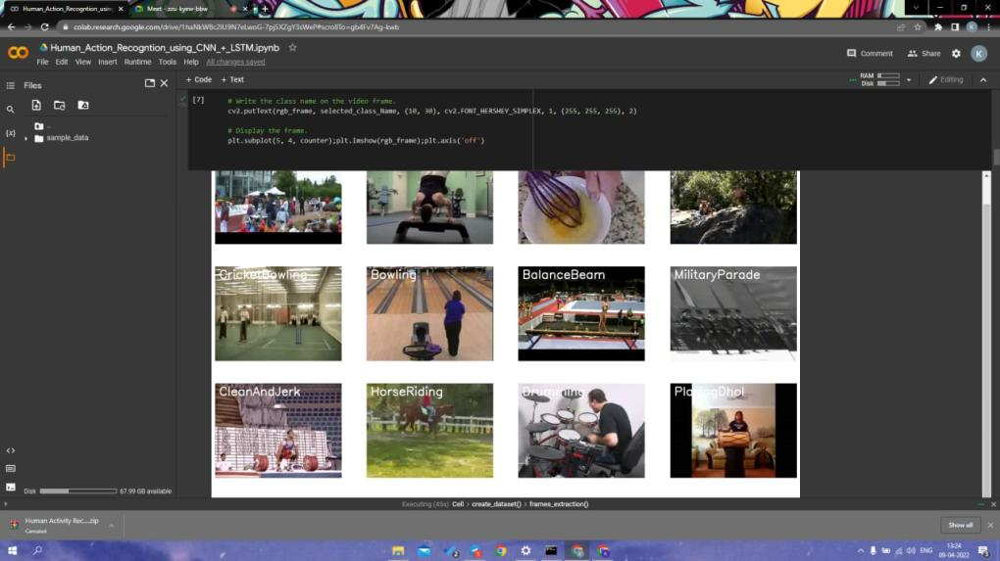 Human_Action_Recogntion_usin
Meet - zzu-kyew-bbw
colab.research.google.com/drive/1haNkWBc2IU9N7eLwoG-7pj5XZgY3sWeP#scrollTo=gb4Fv7Ag-kwb
Human_Action_Recogntion_using_CNN_+_LSTM.ipynb
File Edit View Insert Runtime Tools Help All changes saved
Comment Share K
Files
+ Code + Text
RAM
Disk
Editing
..
sample_data
[7]
# Write the class name on the video frame.
cv2.putText(rgb_frame, selected_class_Name, (10, 30), cv2.FONT_HERSHEY_SIMPLEX, 1, (255, 255, 255), 2)
# Display the frame.
plt.subplot(5, 4, counter);plt.imshow(rgb_frame);plt.axis('off')
CricketBowling Bowling BalanceBeam MilitaryParade
CleanAndJerk HorseRiding Drumming PlayingDhol
{x}
<>
Disk 67.99 GB available
Executing (45s) Cell > create_dataset() > frames_extraction()
Human Activity Rec....zip
Canceled
Show all
ENG
13:24
09-04-2022